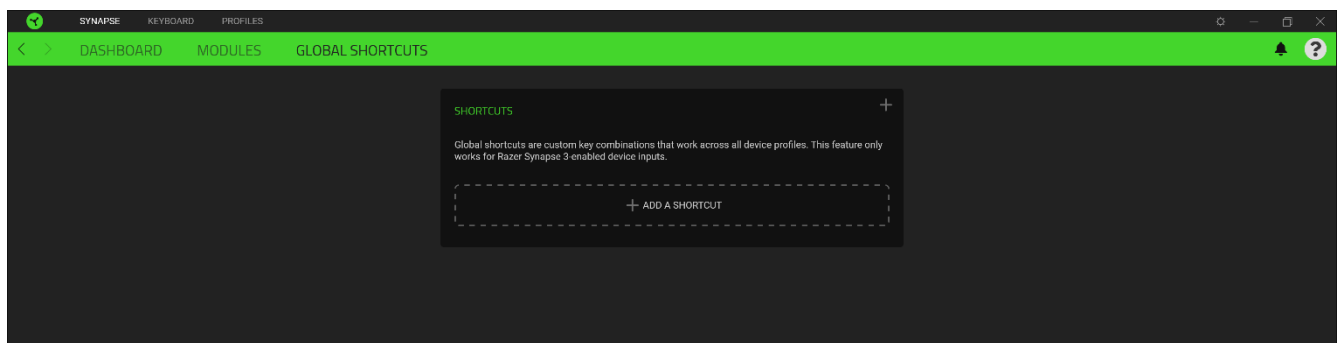 SYNAPSE KEYBOARD PROFILES
DASHBOARD MODULES GLOBAL SHORTCUTS
SHORTCUTS
Global shortcuts are custom key combinations that work across all device profiles. This feature only
works for Razer Synapse 3-enabled device inputs.
ADD A SHORTCUT